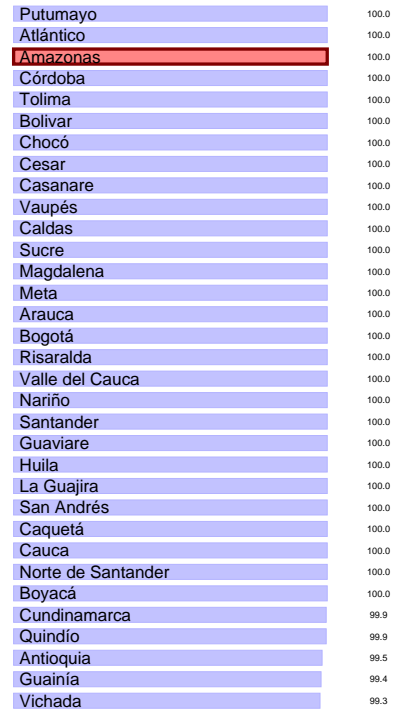 Putumayo 100.0
Atlántico 100.0
Amazonas 100.0
Córdoba 100.0
Tolima 100.0
Bolivar 100.0
Chocó 100.0
Cesar 100.0
Casanare 100.0
Vaupés 100.0
Caldas 100.0
Sucre 100.0
Magdalena 100.0
Meta 100.0
Arauca 100.0
Bogotá 100.0
Risaralda 100.0
Valle del Cauca 100.0
Nariño 100.0
Santander 100.0
Guaviare 100.0
Huila 100.0
La Guajira 100.0
San Andrés 100.0
Caquetá 100.0
Cauca 100.0
Norte de Santander 100.0
Boyacá 100.0
Cundinamarca 99.9
Quindío 99.9
Antioquia 99.5
Guainía 99.4
Vichada 99.3